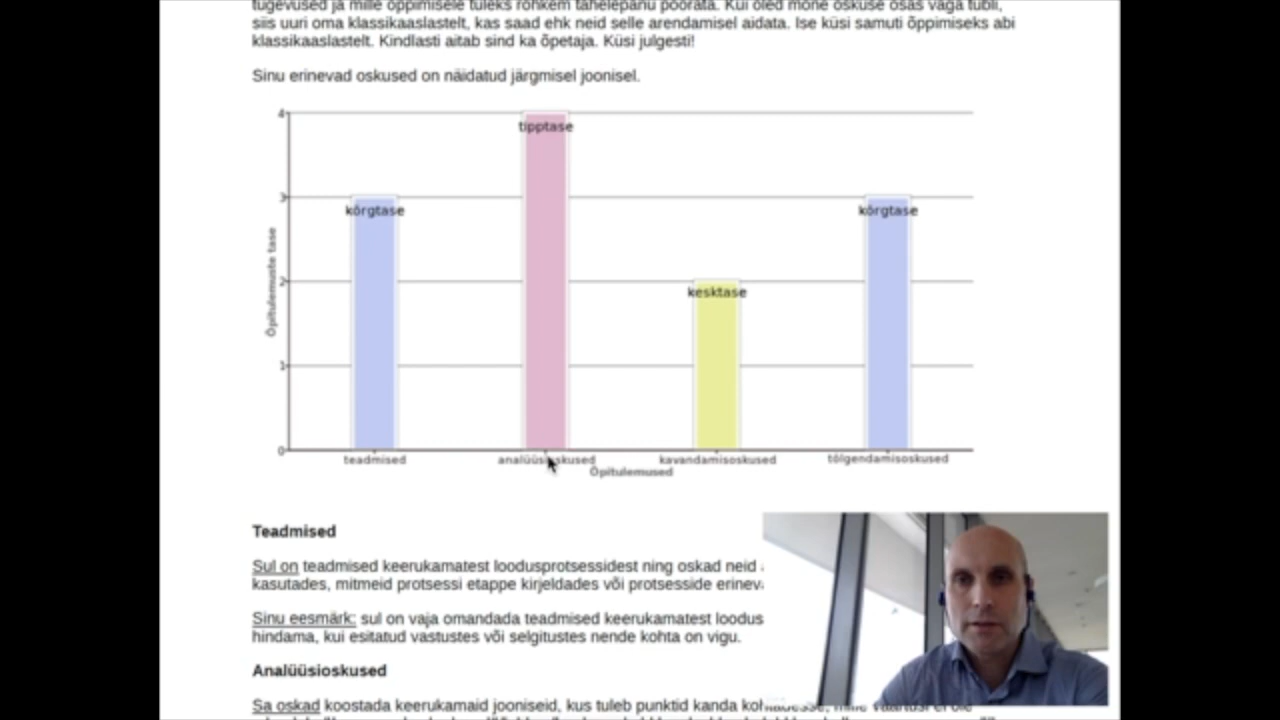 tugevused ja mille õppimisele tuleks rohkem tähelepanu pöörata. Kui oled mõne oskuse osas väga tubli,
siis uuri oma klassikaaslastelt, kas saad ehk neid selle arendamisel aidata. Ise küsi samuti õppimiseks abi
klassikaaslastelt. Kindlasti aitab sind ka õpetaja. Küsi julgesti!
Sinu erinevad oskused on näidatud järgmisel joonisel.
4
tipptase
3
kõrgtase
kõrgtase
Õpitulemuste tase
2
kesktase
1
0
teadmised
kavandamisoskused
tõlgendamisoskused
Õpitulemused
Teadmised
Sul on teadmised keerukamatest loodusprotsessidest ning oskad neid
kasutades, mitmeid protsessi etappe kirjeldades või protsesside
Sinu eesmärk: sul on vaja omandada teadmised keerukamatest
hindama, kui esitatud vastustes või selgitustes nende kohta on vigu.
Analüüsioskused
Sa oskad koostada keerukamaid jooniseid, kus tuleb punktid kanda